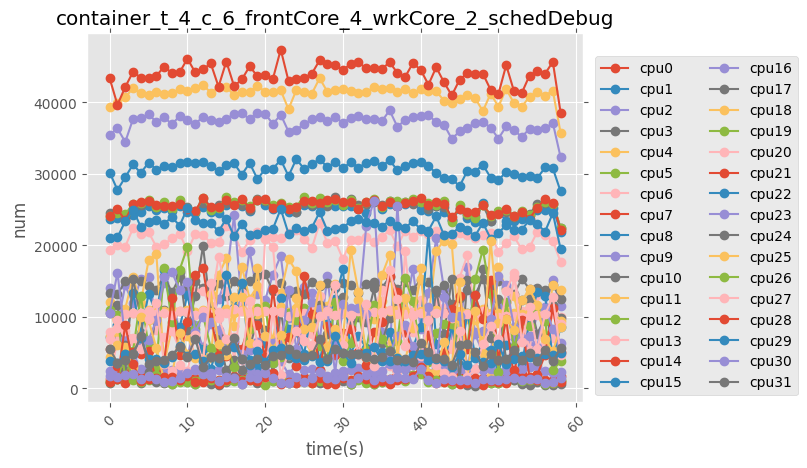 container_t_4_c_6_frontCore_4_wrkCore_2_schedDebug
num
40000
30000
20000
10000
0
0
10
20
30
40
50
60
time(s)
cpu0
cpu1
cpu2
cpu3
cpu4
cpu5
cpu6
cpu7
cpu8
cpu9
cpu10
cpu11
cpu12
cpu13
cpu14
cpu15
cpu16
cpu17
cpu18
cpu19
cpu20
cpu21
cpu22
cpu23
cpu24
cpu25
cpu26
cpu27
cpu28
cpu29
cpu30
cpu31